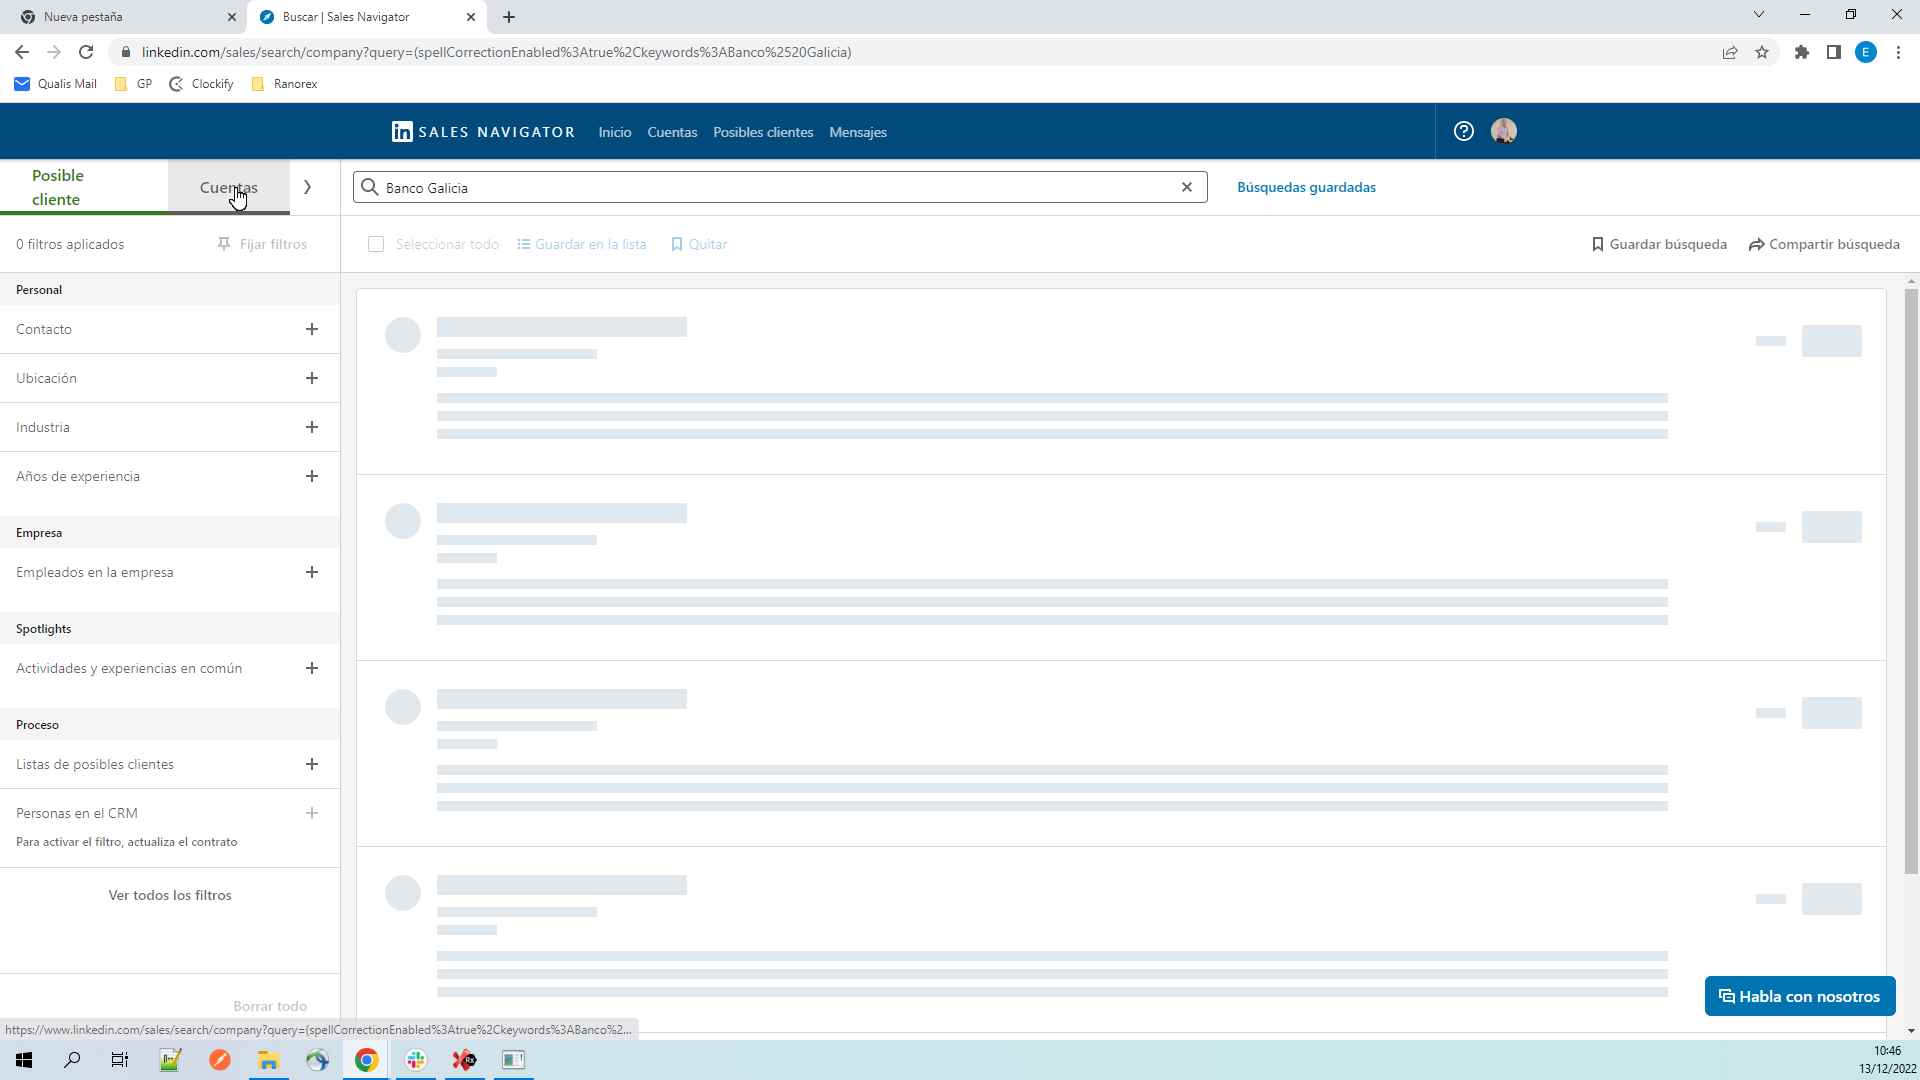 Nueva pestaña
Buscar | Sales Navigator
linkedin.com/sales/search/company?query=(spellCorrectionEnabled%3Atrue%2Ckeywords%3ABanco%2520Galicia)
E
Qualis Mail
GP
Clockify
Ranorex
in SALES NAVIGATOR
Inicio
Cuentas
Posibles clientes
Mensajes
Posible
cliente
Cuentas
Banco Galicia
Búsquedas guardadas
0 filtros aplicados
Fijar filtros
Seleccionar todo
Guardar en la lista
Quitar
Guardar búsqueda
Compartir búsqueda
Personal
Contacto
Ubicación
Industria
Años de experiencia
Empresa
Empleados en la empresa
Spotlights
Actividades y experiencias en común
Proceso
Listas de posibles clientes
Personas en el CRM
Para activar el filtro, actualiza el contrato
Ver todos los filtros
Borrar todo
Habla con nosotros
https://www.linkedin.com/sales/search/company?query=(spellCorrectionEnabled%3Atrue%2Ckeywords%3ABanco%2...
10:46
13/12/2022